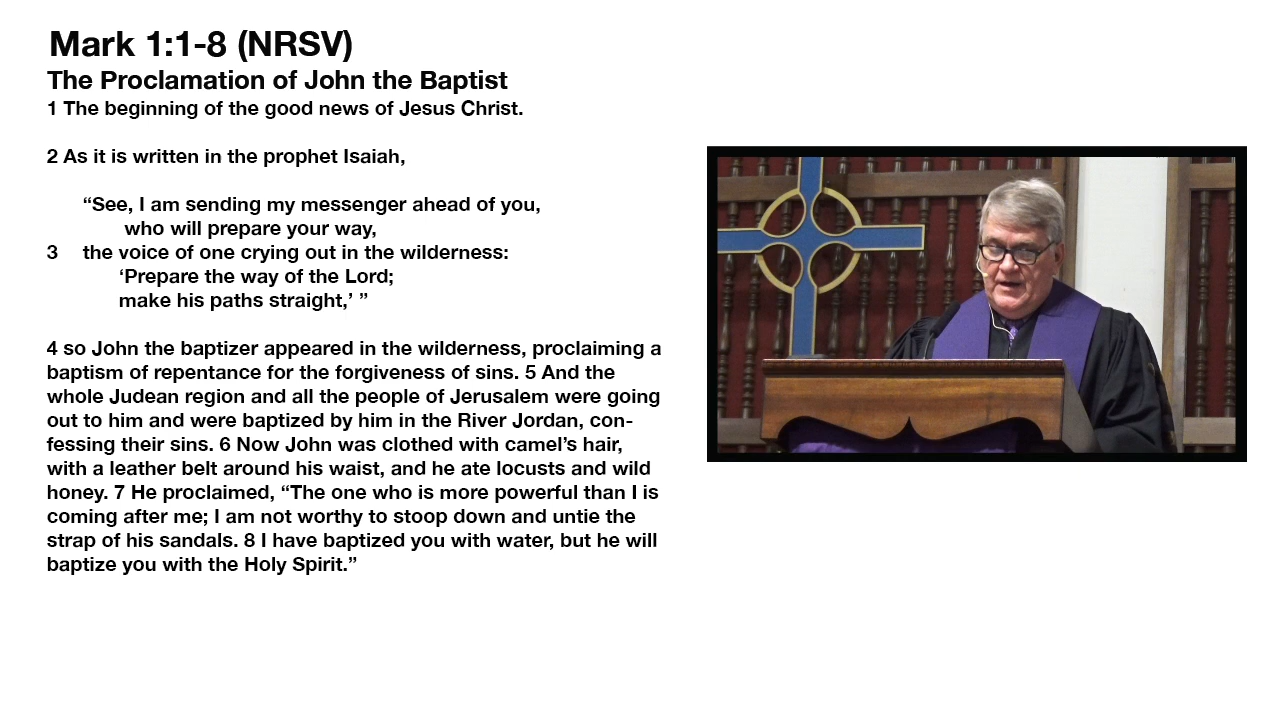 Mark 1:1-8 (NRSV)
The Proclamation of John the Baptist
1 The beginning of the good news of Jesus Christ.
2 As it is written in the prophet Isaiah,
“See, I am sending my messenger ahead of you,
who will prepare your way,
3 the voice of one crying out in the wilderness:
‘Prepare the way of the Lord;
make his paths straight,’ ”
4 so John the baptizer appeared in the wilderness, proclaiming a
baptism of repentance for the forgiveness of sins. 5 And the
whole Judean region and all the people of Jerusalem were going
out to him and were baptized by him in the River Jordan, con-
fessing their sins. 6 Now John was clothed with camel’s hair,
with a leather belt around his waist, and he ate locusts and wild
honey. 7 He proclaimed, “The one who is more powerful than I is
coming after me; I am not worthy to stoop down and untie the
strap of his sandals. 8 I have baptized you with water, but he will
baptize you with the Holy Spirit.”